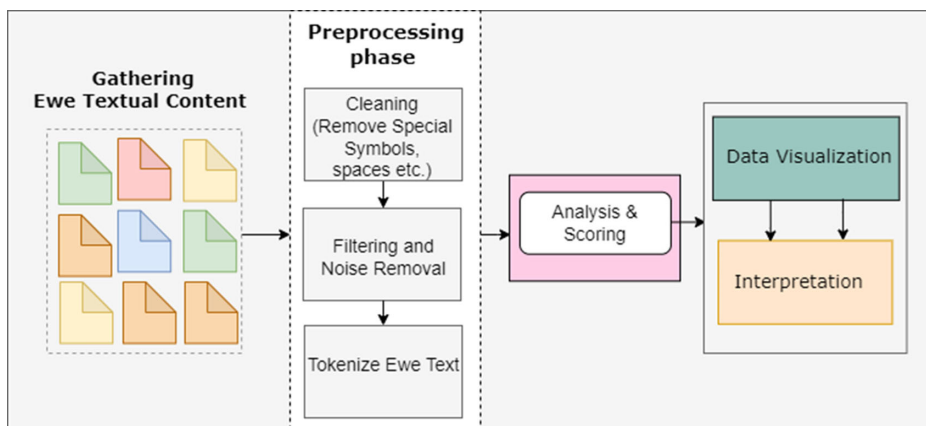 Gathering
Ewe Textual Content
Preprocessing
phase
Cleaning
(Remove Special
Symbols,
spaces etc.)
Filtering and
Noise Removal
Tokenize Ewe Text
Analysis &
Scoring
Data Visualization
Interpretation